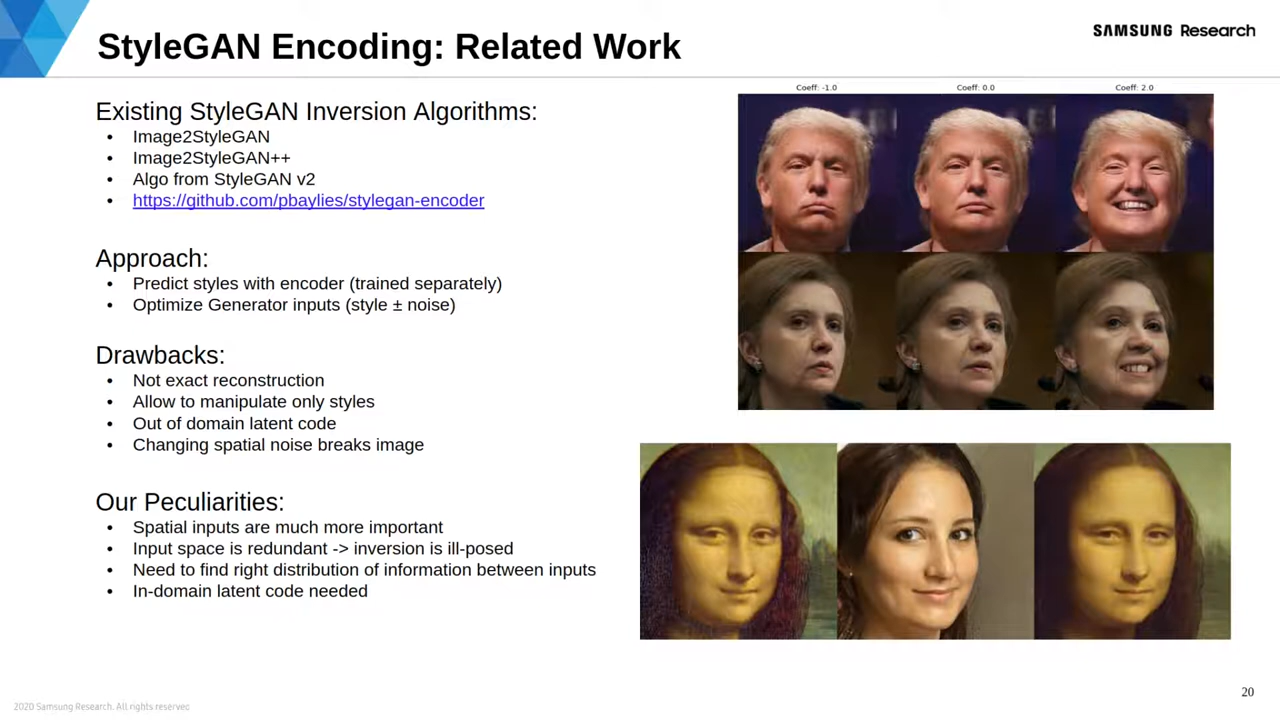 StyleGAN Encoding: Related Work
SAMSUNG Research
Existing StyleGAN Inversion Algorithms:
• Image2StyleGAN
• Image2StyleGAN++
• Algo from StyleGAN v2
• https://github.com/pbaylies/stylegan-encoder
Approach:
• Predict styles with encoder (trained separately)
• Optimize Generator inputs (style ± noise)
Drawbacks:
• Not exact reconstruction
• Allow to manipulate only styles
• Out of domain latent code
• Changing spatial noise breaks image
Our Peculiarities:
• Spatial inputs are much more important
• Input space is redundant -> inversion is ill-posed
• Need to find right distribution of information between inputs
• In-domain latent code needed
Coeff: -1.0 Coeff: 0.0 Coeff: 2.0
2020 Samsung Research. All rights reserved
20